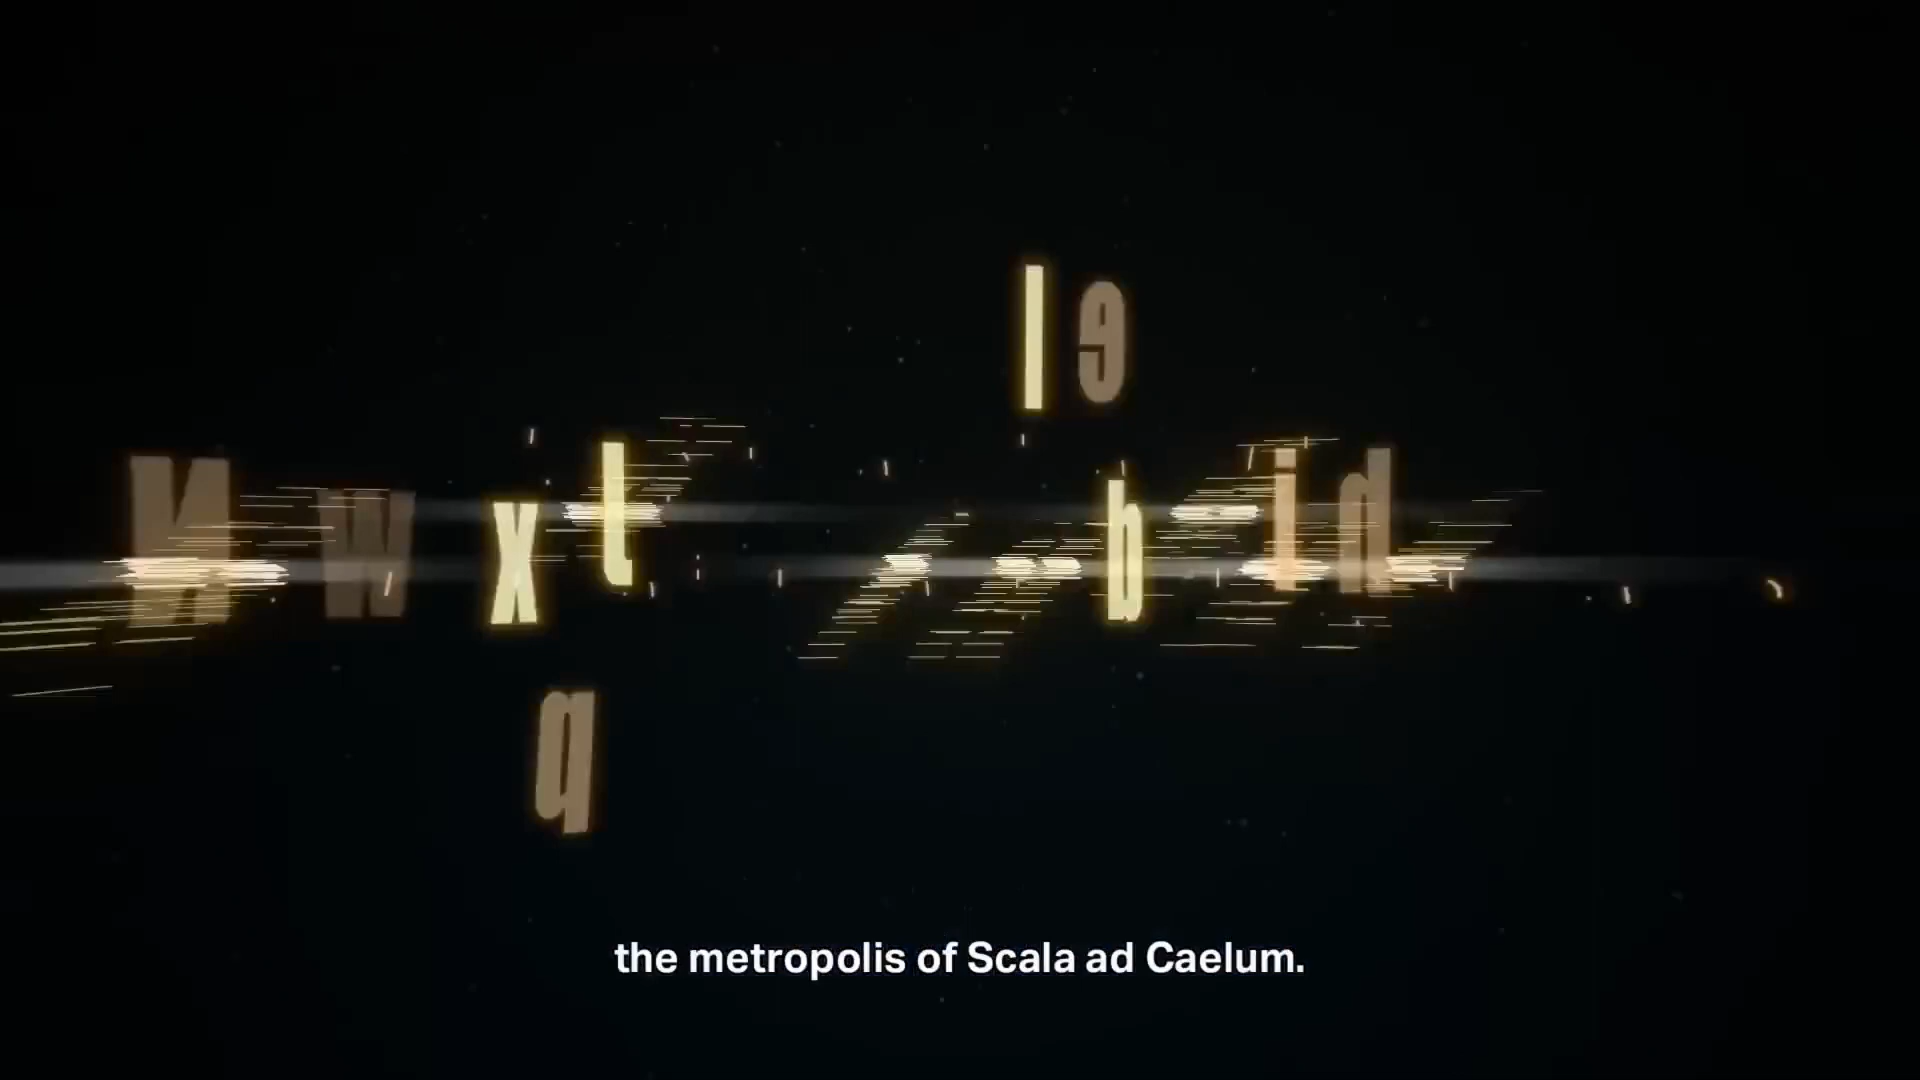 l e
N w x t b i d
q
the metropolis of Scala ad Caelum.